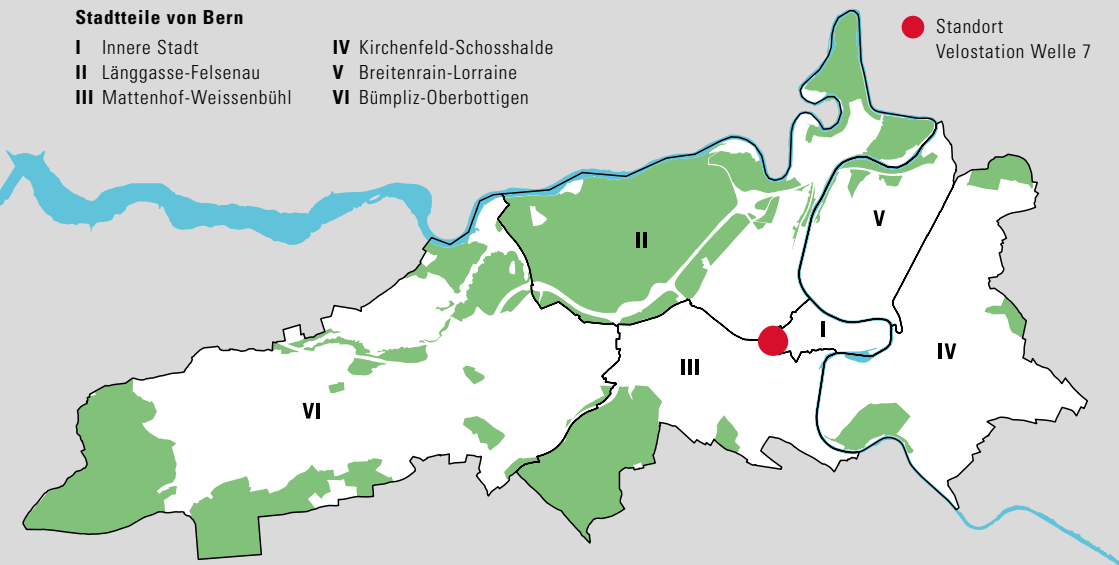 Stadtteile von Bern
I Innere Stadt
II Länggasse-Felsenau
III Mattenhof-Weissenbühl
IV Kirchenfeld-Schosshalde
V Breitenrain-Lorraine
VI Bümpliz-Oberbottigen
Standort
Velostation Welle 7
V
II
I
IV
III
VI